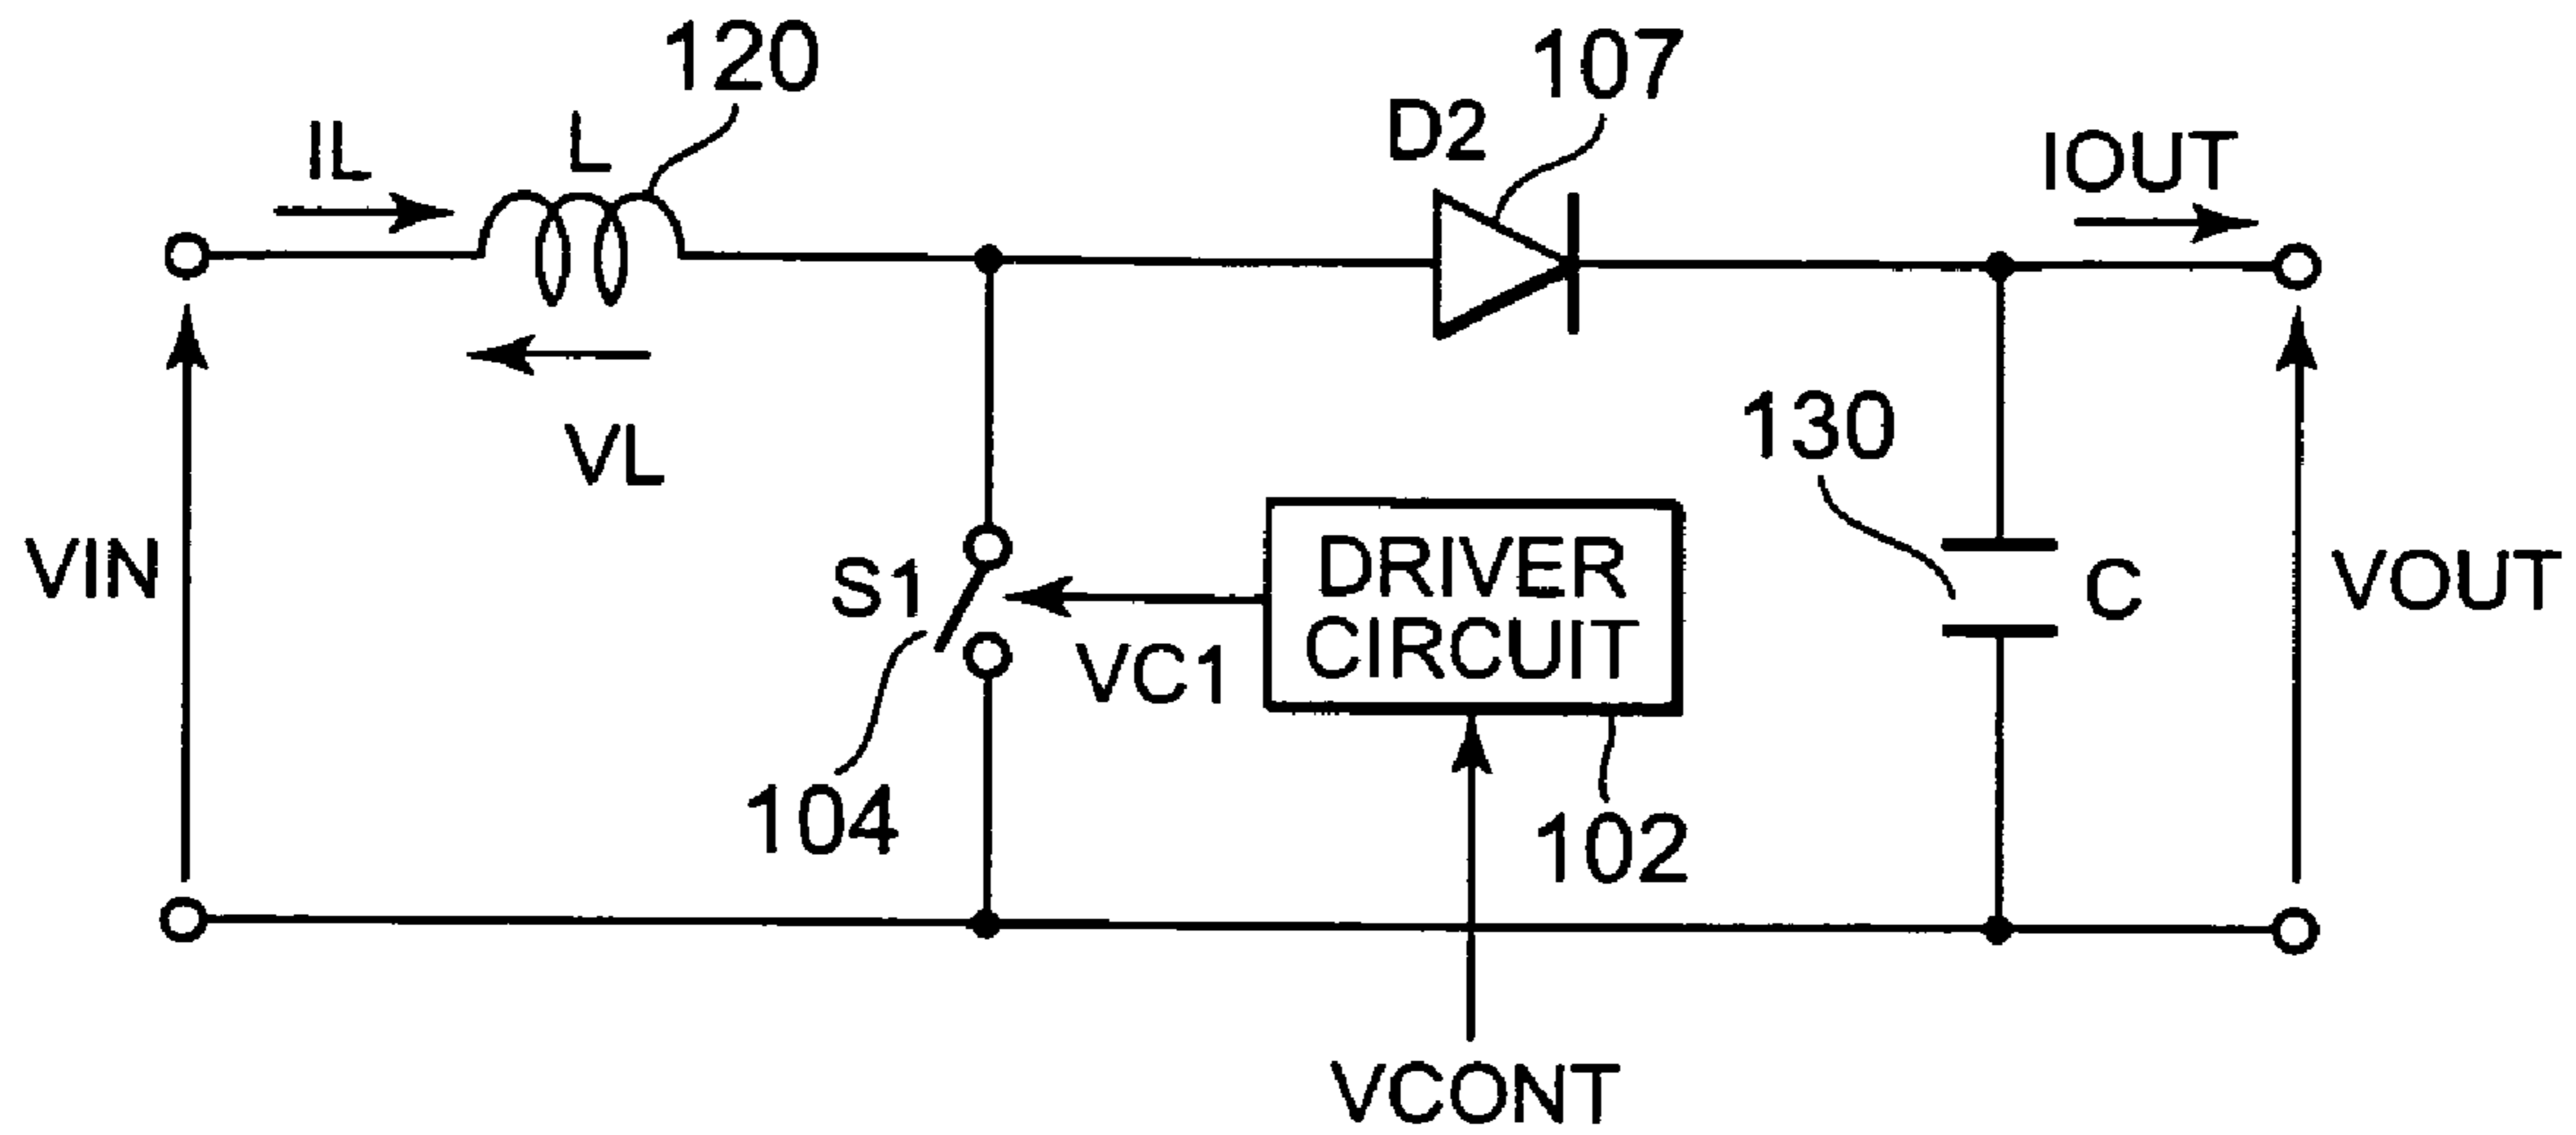 120
107
D2
IL
L
IOUT
VL
130
VIN
S1
DRIVER
CIRCUIT
C
VOUT
VC1
104
102
VCONT